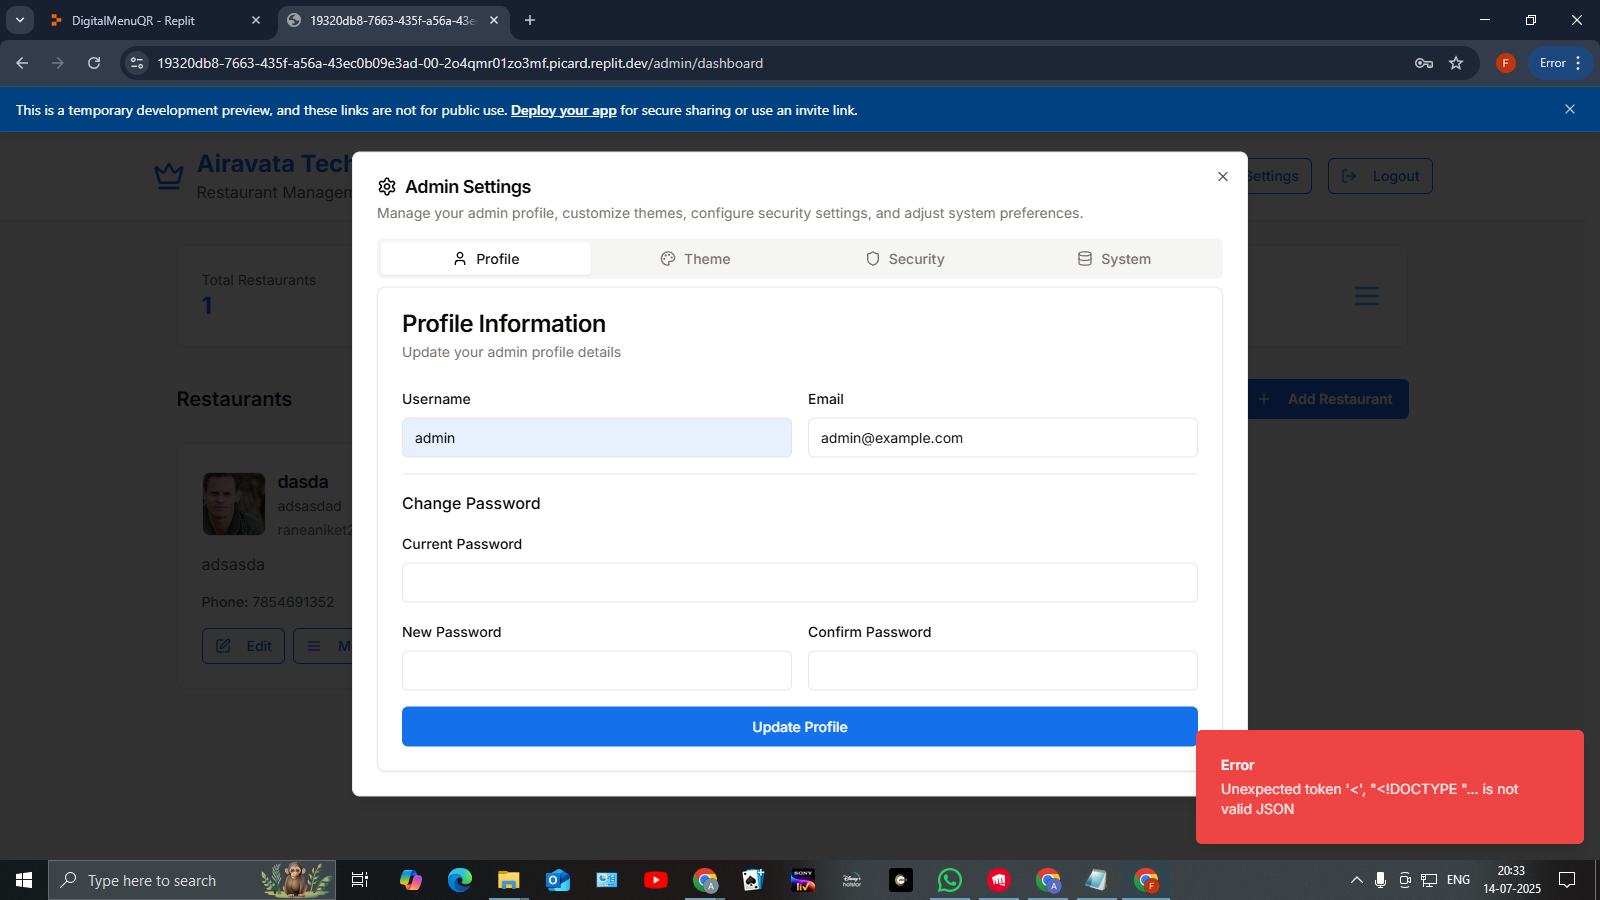 DigitalMenuQR - Replit
19320db8-7663-435f-a56a-43e
19320db8-7663-435f-a56a-43ec0b09e3ad-00-2o4qmr01zo3mf.picard.replit.dev/admin/dashboard
F
Error
This is a temporary development preview, and these links are not for public use. Deploy your app for secure sharing or use an invite link.
Airavata Tech
Restaurant Managem
Settings
Logout
Admin Settings
Manage your admin profile, customize themes, configure security settings, and adjust system preferences.
Profile
Theme
Security
System
Total Restaurants
1
Profile Information
Update your admin profile details
Restaurants
Add Restaurant
Username
Email
admin
admin@example.com
dasda
adsasdad
raneaniket2
adsasda
Phone: 7854691352
Edit
M
Change Password
Current Password
New Password
Confirm Password
Update Profile
Error
Unexpected token '<', "<!DOCTYPE "... is not
valid JSON
Type here to search
A
SONY
liv
Disney+
hotstar
A
F
ENG
20:33
14-07-2025